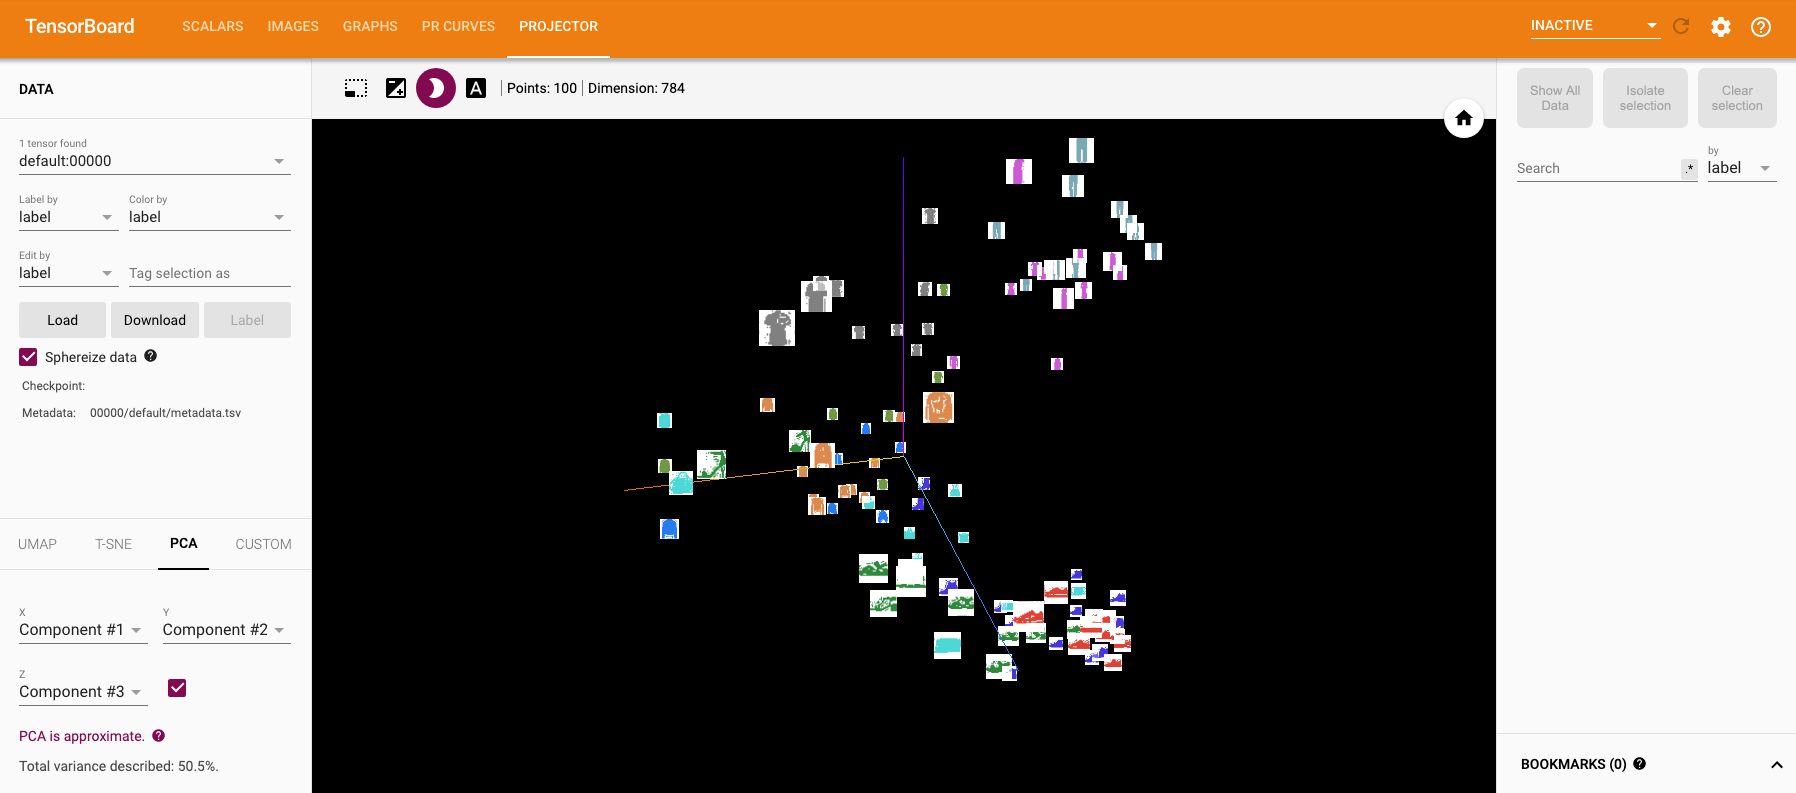 TensorBoard SCALARS IMAGES GRAPHS PR CURVES PROJECTOR INACTIVE
DATA
Points: 100 Dimension: 784
1 tensor found
default:00000
Label by Color by
label label
Edit by
label Tag selection as
Load Download Label
Sphereize data
Checkpoint:
Metadata: 00000/default/metadata.tsv
UMAP T-SNE PCA CUSTOM
X Y
Component #1 Component #2
Z
Component #3
PCA is approximate.
Total variance described: 50.5%.
A
Show All Data
Isolate selection
Clear selection
Search .* by
label
BOOKMARKS (0)